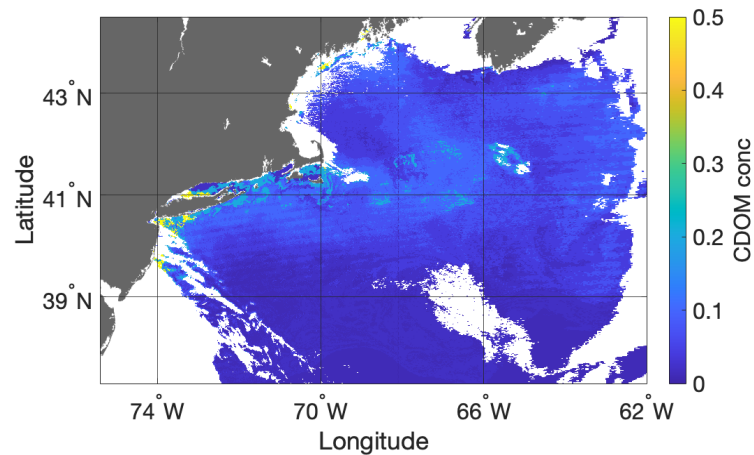 43° N
41° N
39° N
Latitude
74° W
70° W
66° W
62° W
Longitude
0.5
0.4
0.3
0.2
0.1
0
CDOM conc